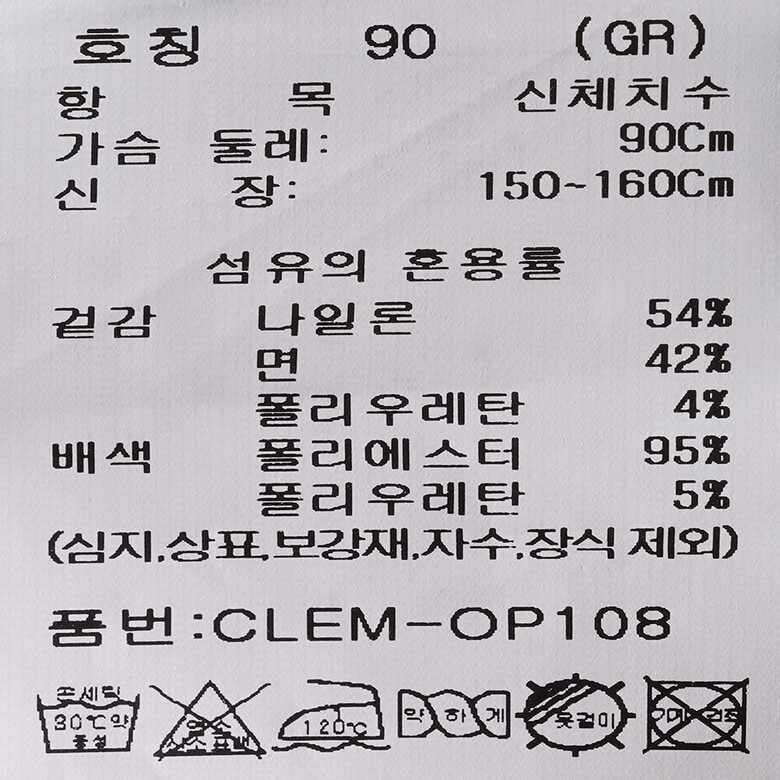 호칭 90 (GR)
항 목 신체치수
가슴 둘레: 90Cm
신 장: 150~160Cm
섬유의 혼용률
겉감 나일론 54%
면 42%
폴리우레탄 4%
배색 폴리에스터 95%
폴리우레탄 5%
(심지,상표,보강재,자수,장식 제외)
품번:CLEM-OP108
손세탁
30℃약 120℃ 약하게 옷걸이
중성